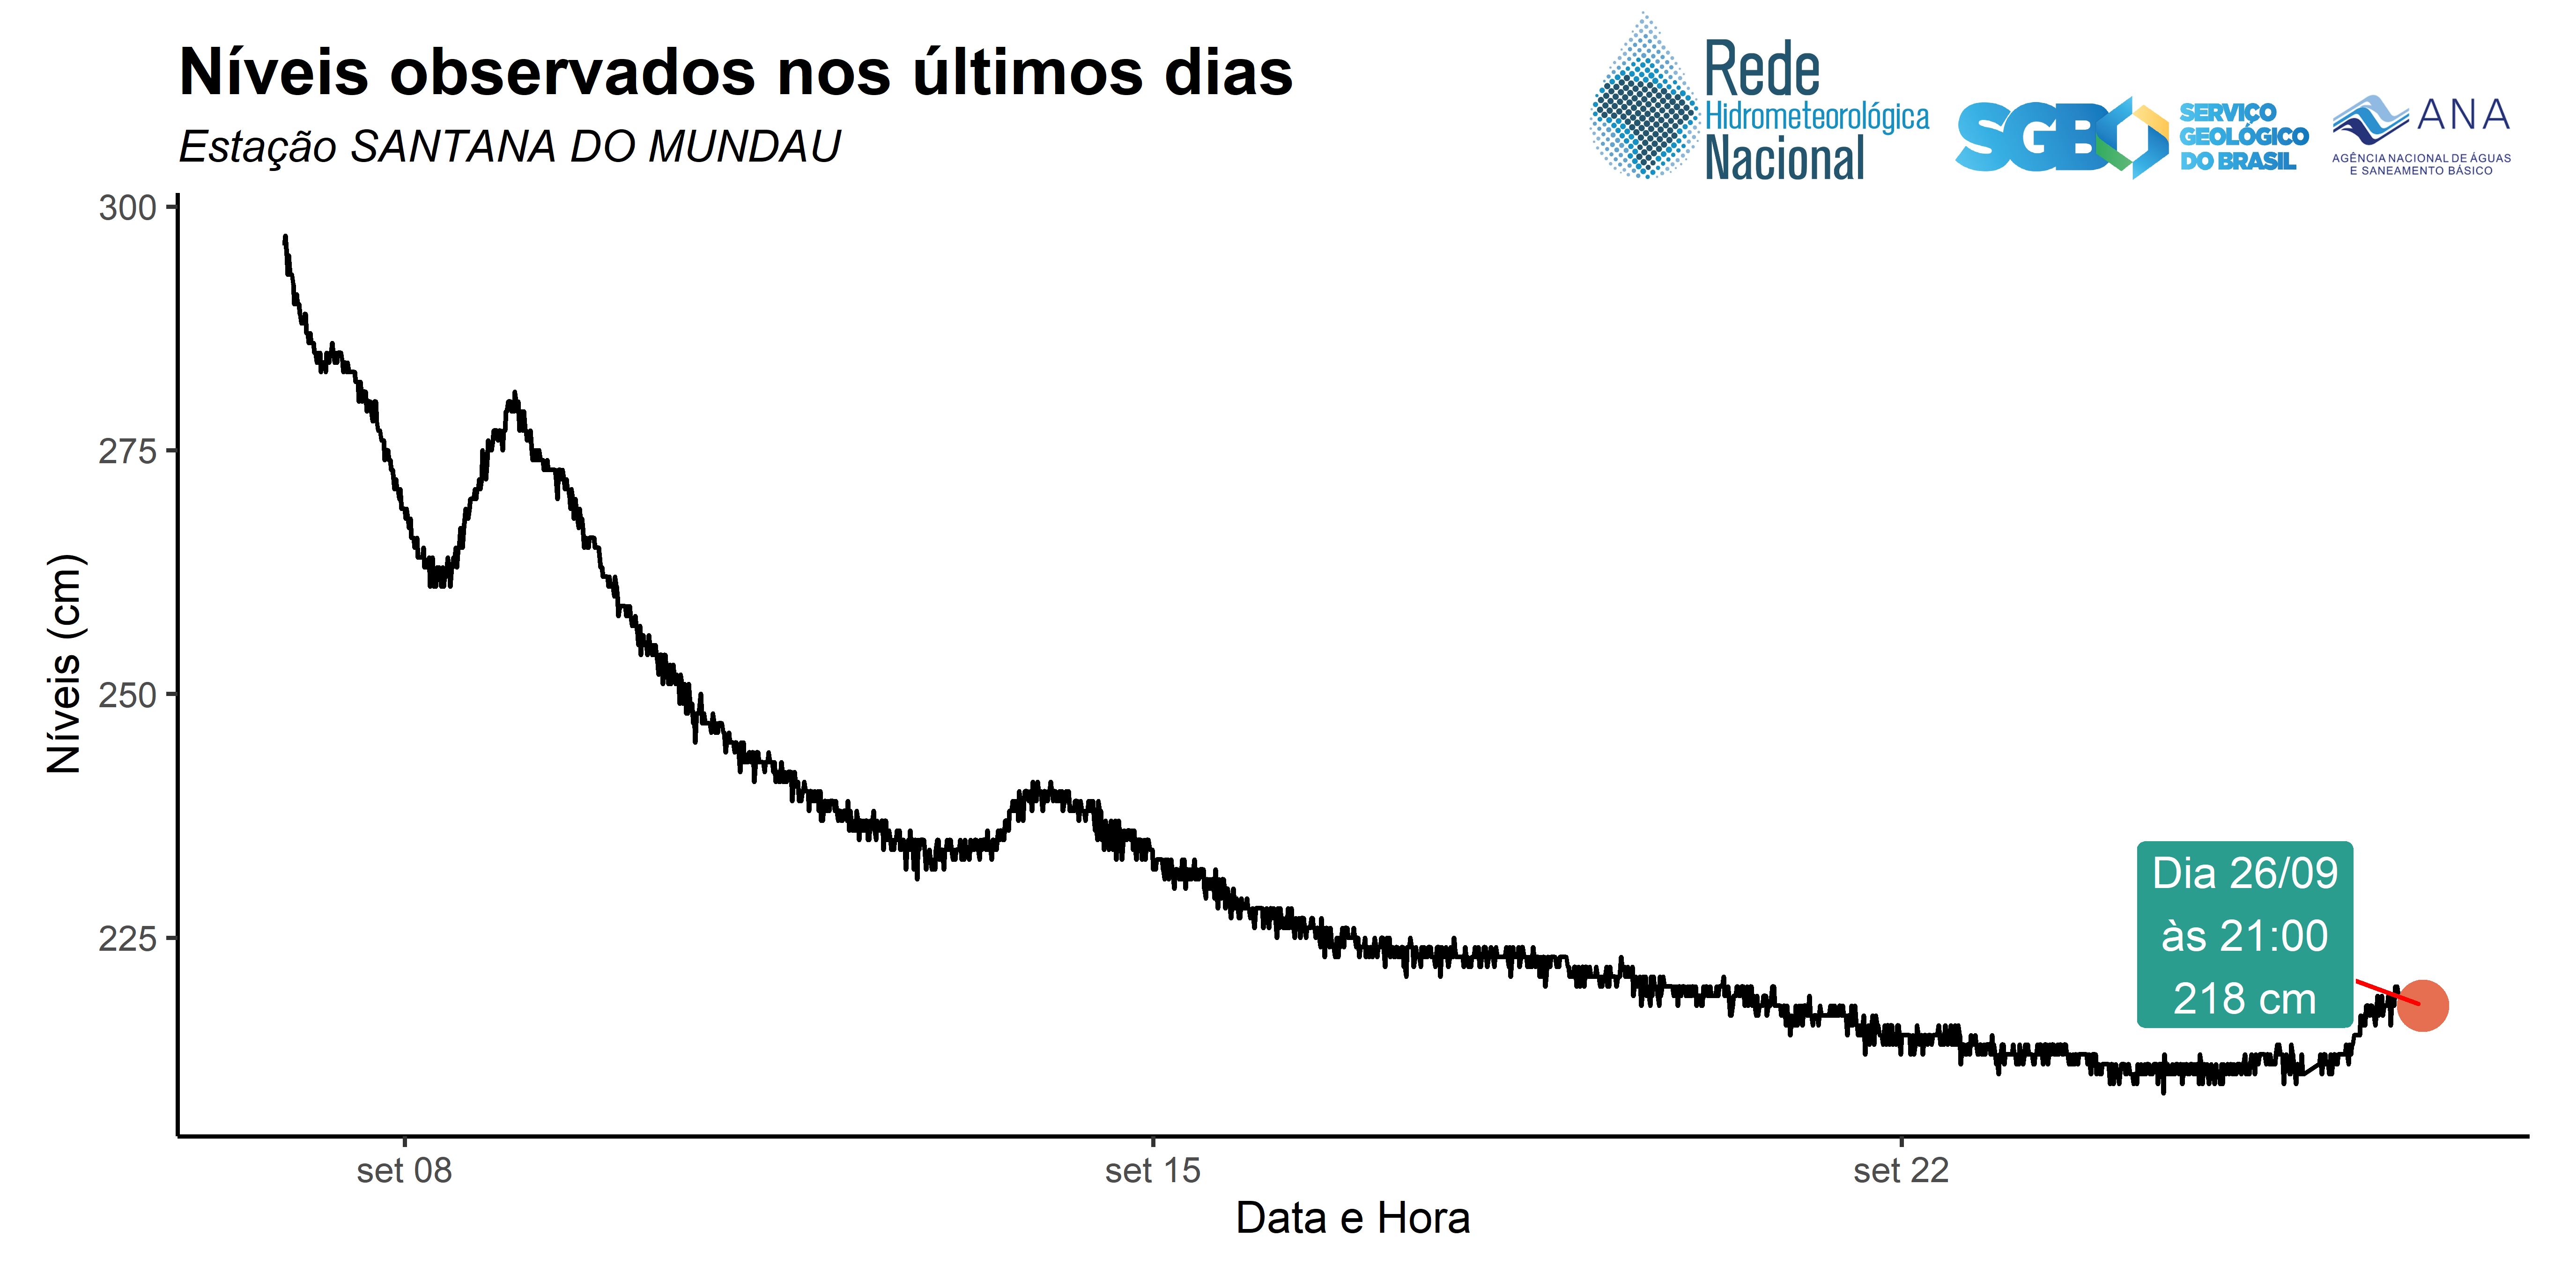 Níveis observados nos últimos dias
Estação SANTANA DO MUNDAU
Rede
Hidrometeorológica
Nacional
SGB
SERVIÇO
GEOLÓGICO
DO BRASIL
ANA
AGÊNCIA NACIONAL DE ÁGUAS
E SANEAMENTO BÁSICO
300
275
250
225
Níveis (cm)
Dia 26/09
às 21:00
218 cm
set 08
set 15
set 22
Data e Hora